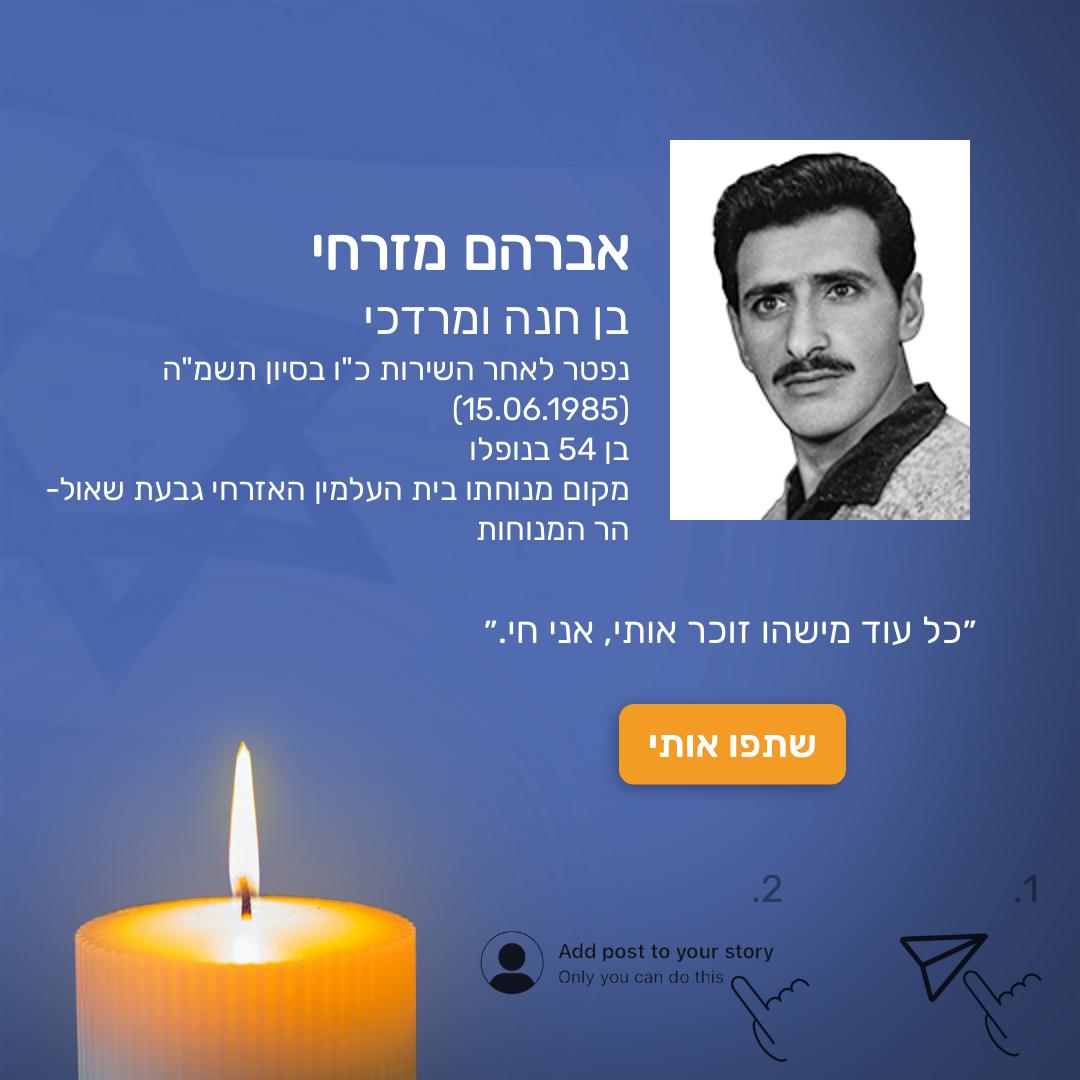 אברהם מזרחי
בן חנה ומרדכי
נפטר לאחר השירות כ"ו בסיון תשמ"ה
(15.06.1985)
בן 54 בנופלו
מקום מנוחתו בית העלמין האזרחי גבעת שאול-
הר המנוחות
״כל עוד מישהו זוכר אותי, אני חי.״
שתפו אותי
1.
2.
Add post to your story
Only you can do this